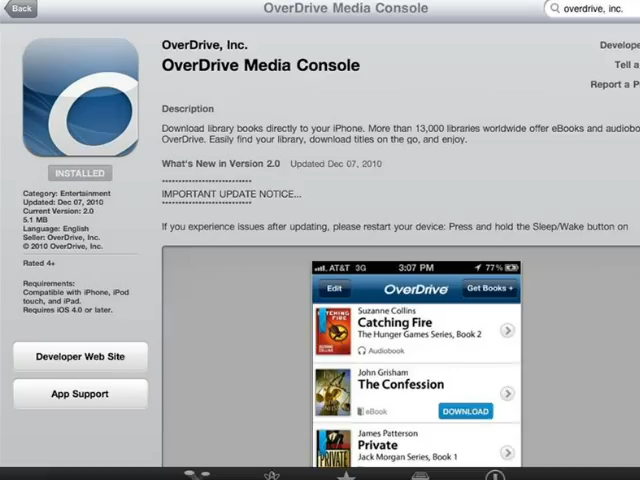 Back
OverDrive Media Console
overdrive, inc.
OverDrive, Inc.
OverDrive Media Console
Develope
Tell a
Report a P
Description
Download library books directly to your iPhone. More than 13,000 libraries worldwide offer eBooks and audiobo
OverDrive. Easily find your library, download titles on the go, and enjoy.
What's New in Version 2.0 Updated Dec 07, 2010
***************************
IMPORTANT UPDATE NOTICE...
***************************
If you experience issues after updating, please restart your device: Press and hold the Sleep/Wake button on
INSTALLED
Category: Entertainment
Updated: Dec 07, 2010
Current Version: 2.0
5.1 MB
Language: English
Seller: OverDrive, Inc.
© 2010 OverDrive, Inc.
Rated 4+
Requirements:
Compatible with iPhone, iPod
touch, and iPad.
Requires iOS 4.0 or later.
Developer Web Site
App Support
AT&T 3G 3:07 PM 77%
Edit OverDrive Get Books +
CATCHING
FIRE
Suzanne Collins
Catching Fire
The Hunger Games Series, Book 2
Audiobook
John Grisham
The Confession
eBook DOWNLOAD
PRIVATE
James Patterson
Private
Jack Morgan Series, Book 1